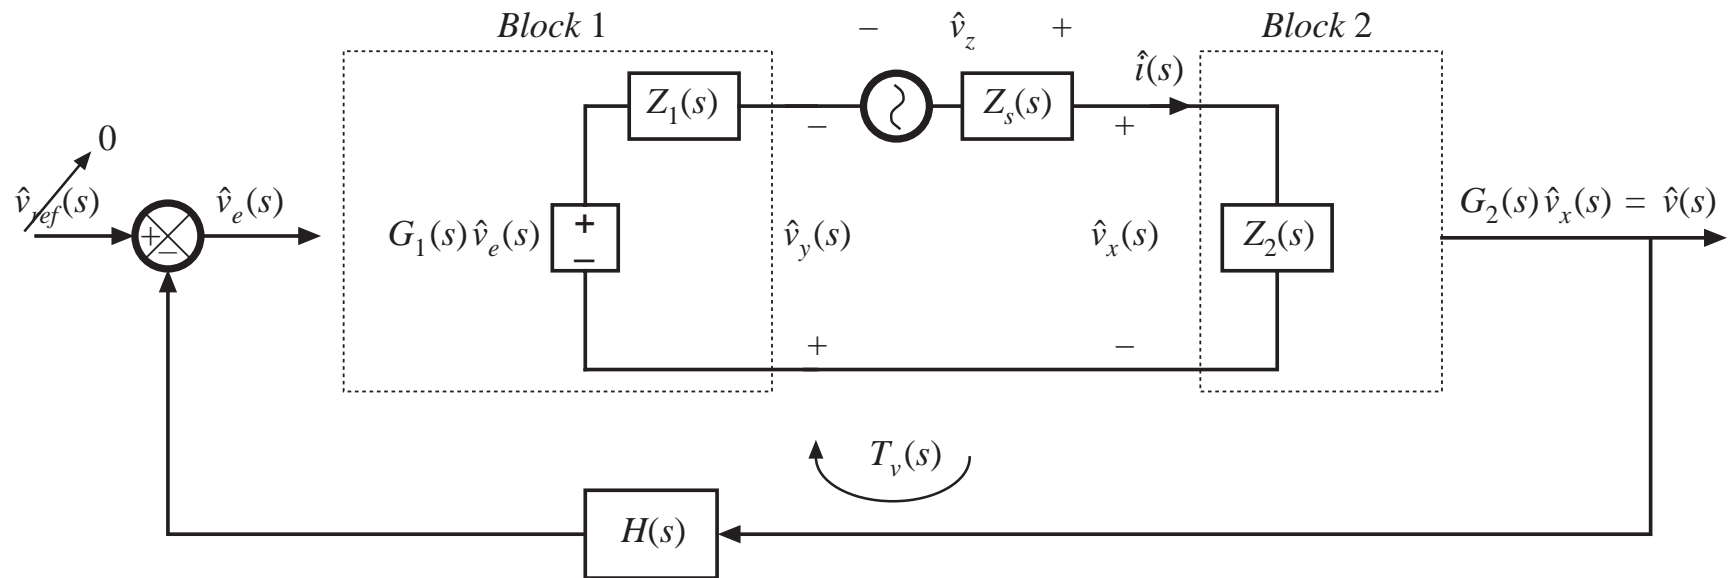 Block 1
− v̂z +
Block 2
Z1(s)
Zs(s)
î(s)
0
v̂ref(s)
v̂e(s)
+
−
G1(s) v̂e(s)
+
−
−
v̂y(s)
+
+
v̂x(s)
−
Z2(s)
G2(s) v̂x(s) = v̂(s)
Tv(s)
H(s)